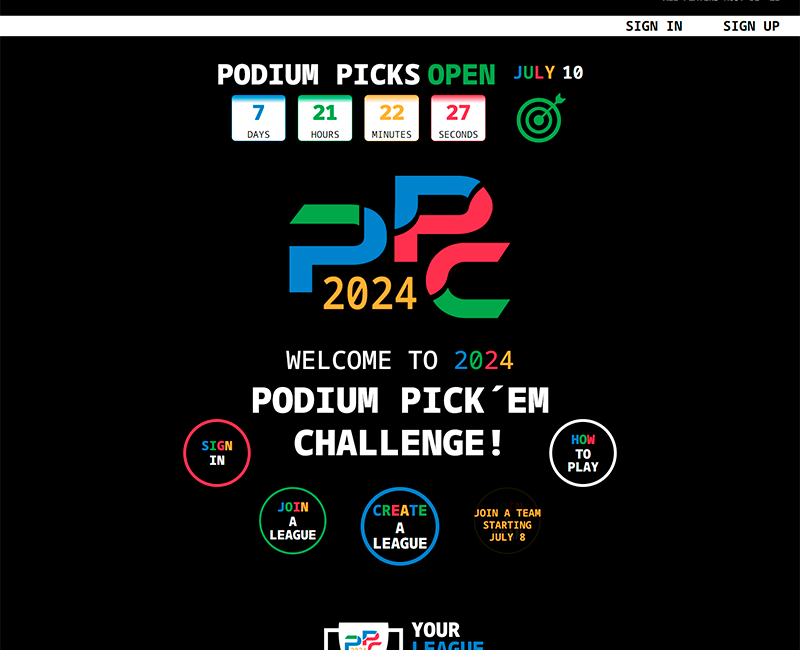 SIGN IN SIGN UP
PODIUM PICKS OPEN JULY 10
7 21 22 27
DAYS HOURS MINUTES SECONDS
PPC
2024
WELCOME TO 2024
PODIUM PICK´EM
CHALLENGE!
SIGN
IN
HOW
TO
PLAY
JOIN
A
LEAGUE
CREATE
A
LEAGUE
JOIN A TEAM
STARTING
JULY 8
YOUR
LEAGUE